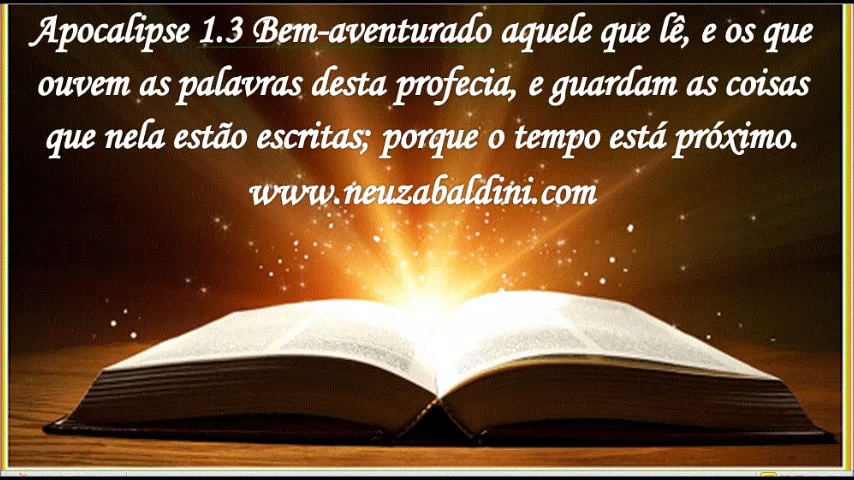 Apocalipse 1.3 Bem-aventurado aquele que lê, e os que
ouvem as palavras desta profecia, e guardam as coisas
que nela estão escritas; porque o tempo está próximo.
www.neuzabaldini.com